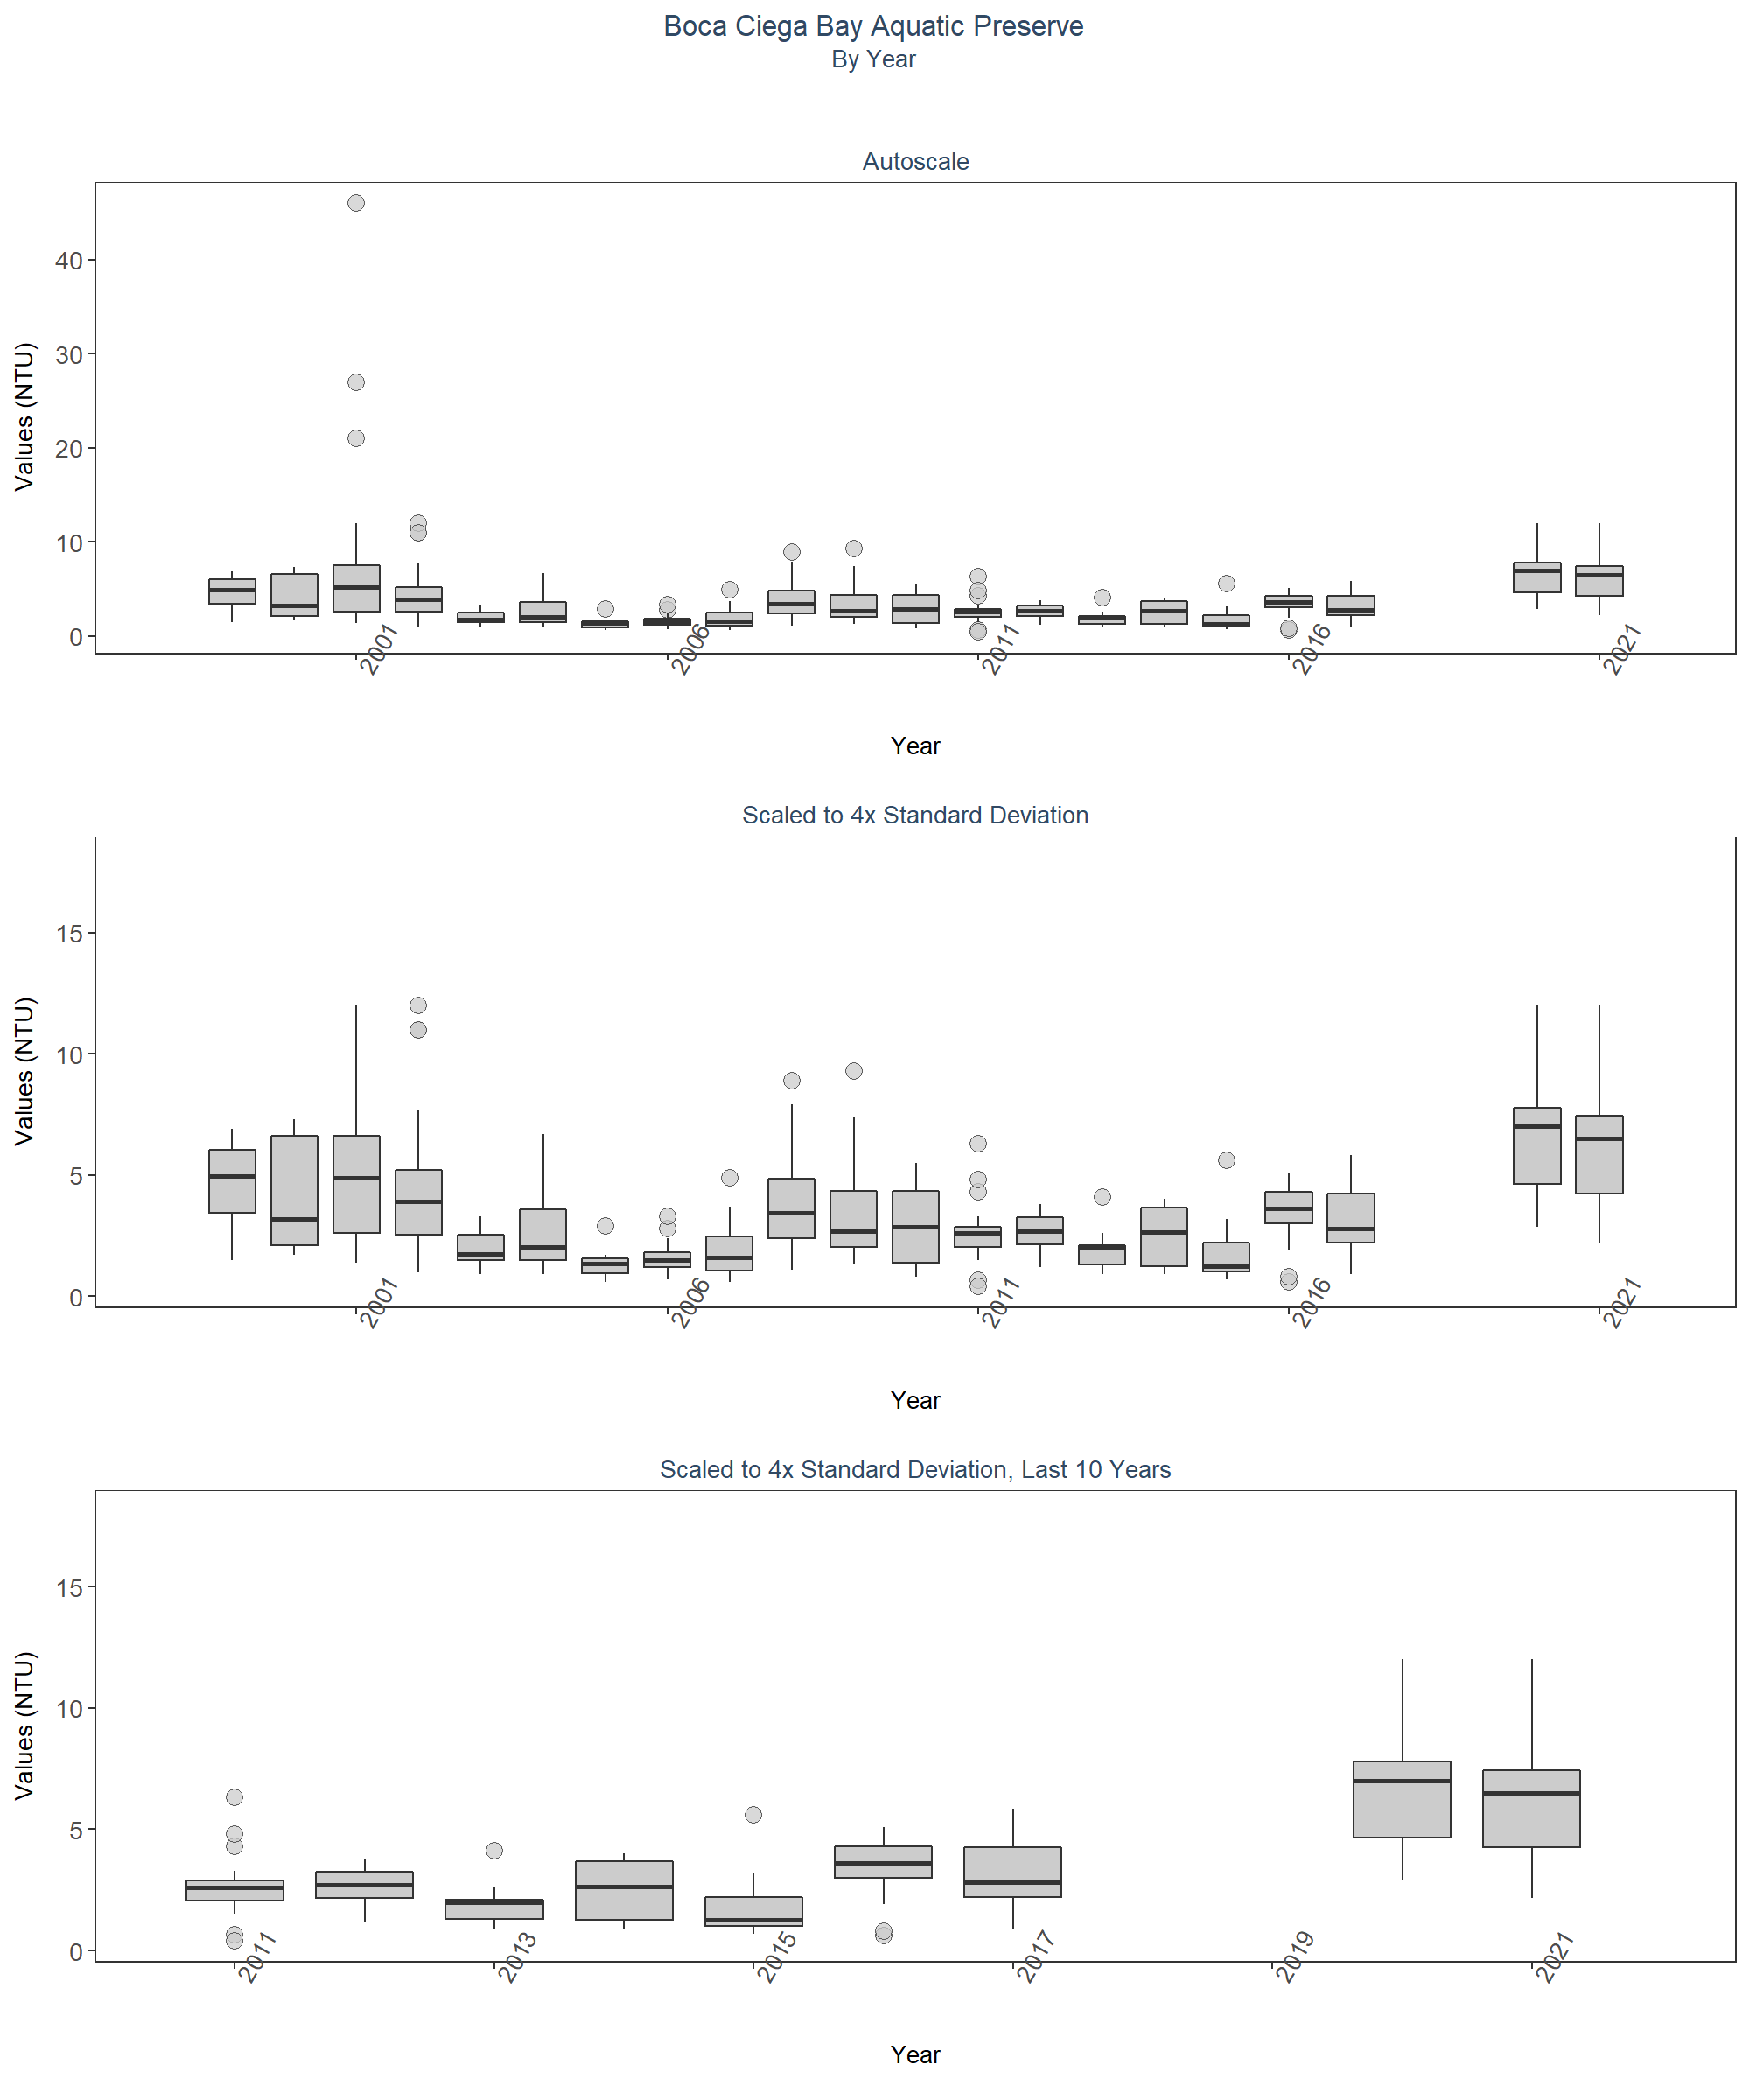 Boca Ciega Bay Aquatic Preserve
By Year
Autoscale
Values (NTU)
40
30
20
10
0
2001 2006 2011 2016 2021
Year
Scaled to 4x Standard Deviation
Values (NTU)
15
10
5
0
2001 2006 2011 2016 2021
Year
Scaled to 4x Standard Deviation, Last 10 Years
Values (NTU)
15
10
5
0
2011 2013 2015 2017 2019 2021
Year